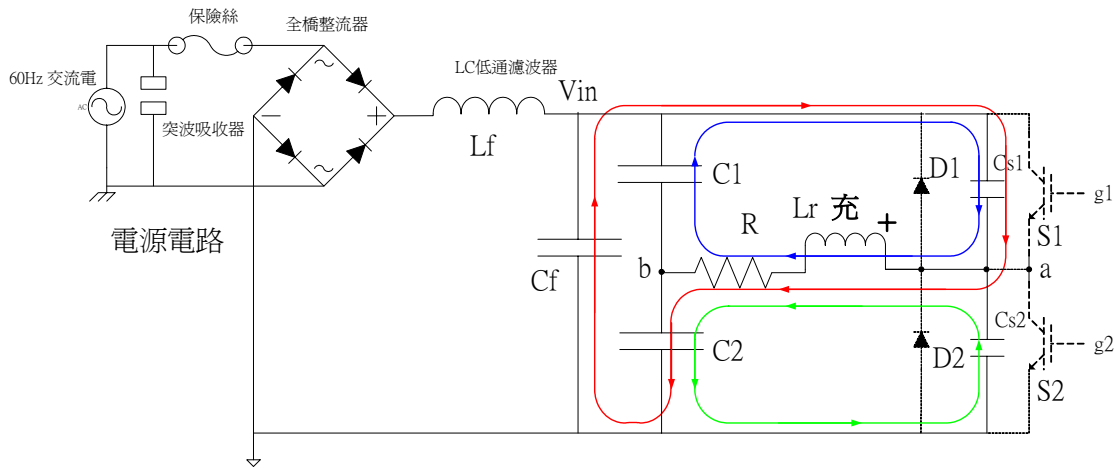 保險絲
全橋整流器
60Hz 交流電
AC
突波吸收器
LC低通濾波器
Lf
Vin
電源電路
Cf
C1
C2
b
R
Lr 充 +
D1
D2
Cs1
Cs2
S1
S2
a
g1
g2